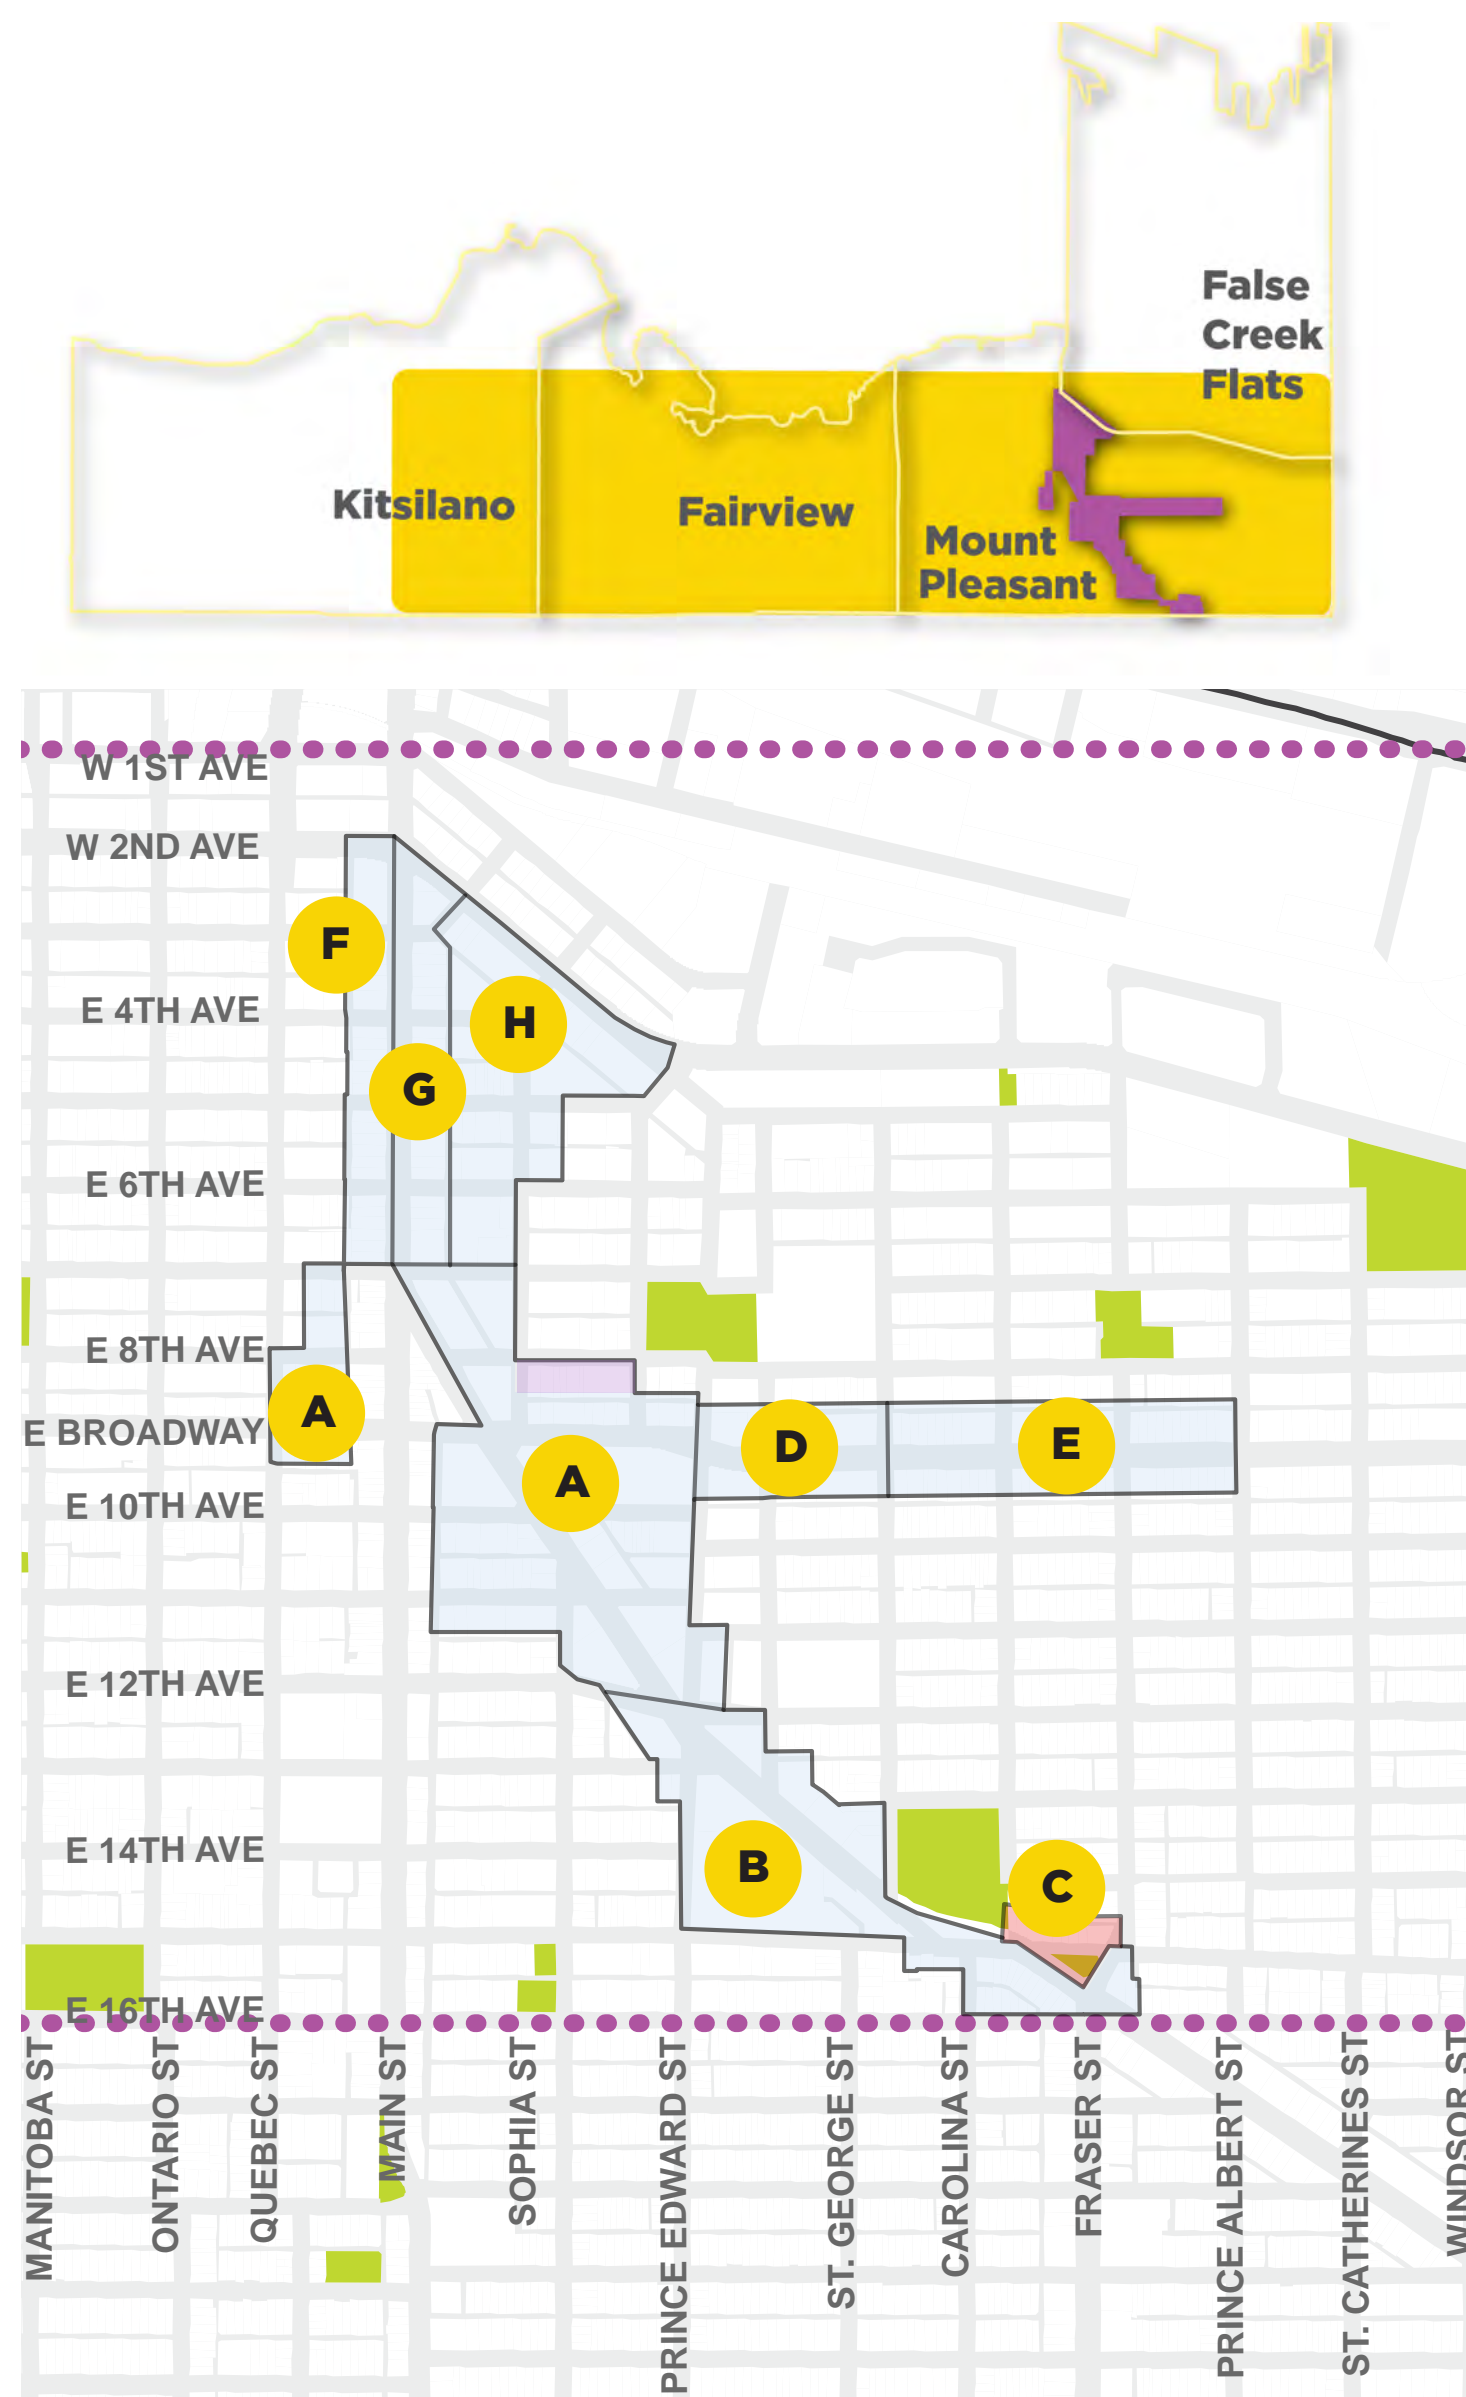 False
Creek
Flats
Kitsilano
Fairview
Mount
Pleasant
W 1ST AVE
W 2ND AVE
F
E 4TH AVE
H
G
E 6TH AVE
E 8TH AVE
A
E BROADWAY
D
E
A
E 10TH AVE
E 12TH AVE
E 14TH AVE
B
C
E 16TH AVE
MANITOBA ST
ONTARIO ST
QUEBEC ST
MAIN ST
SOPHIA ST
PRINCE EDWARD ST
ST. GEORGE ST
CAROLINA ST
FRASER ST
PRINCE ALBERT ST
ST. CATHERINES ST
WINDSOR ST